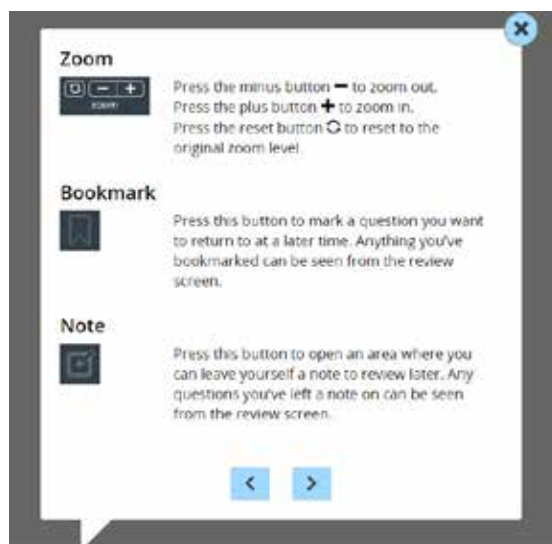 Zoom
ZOOM
Press the minus button − to zoom out.
Press the plus button + to zoom in.
Press the reset button to reset to the
original zoom level.
Bookmark
Press this button to mark a question you want
to return to at a later time. Anything you've
bookmarked can be seen from the review
screen.
Note
Press this button to open an area where you
can leave yourself a note to review later. Any
questions you've left a note on can be seen
from the review screen.